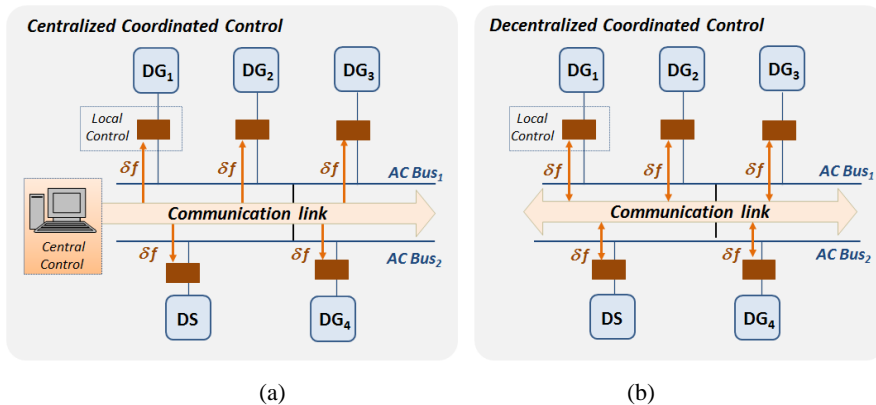 Centralized Coordinated Control
DG1
DG2
DG3
Local
Control
δf
δf
δf
AC Bus1
Communication link
Central
Control
AC Bus2
δf
δf
DS
DG4
(a)
Decentralized Coordinated Control
DG1
DG2
DG3
Local
Control
δf
δf
δf
AC Bus1
Communication link
AC Bus2
δf
δf
DS
DG4
(b)